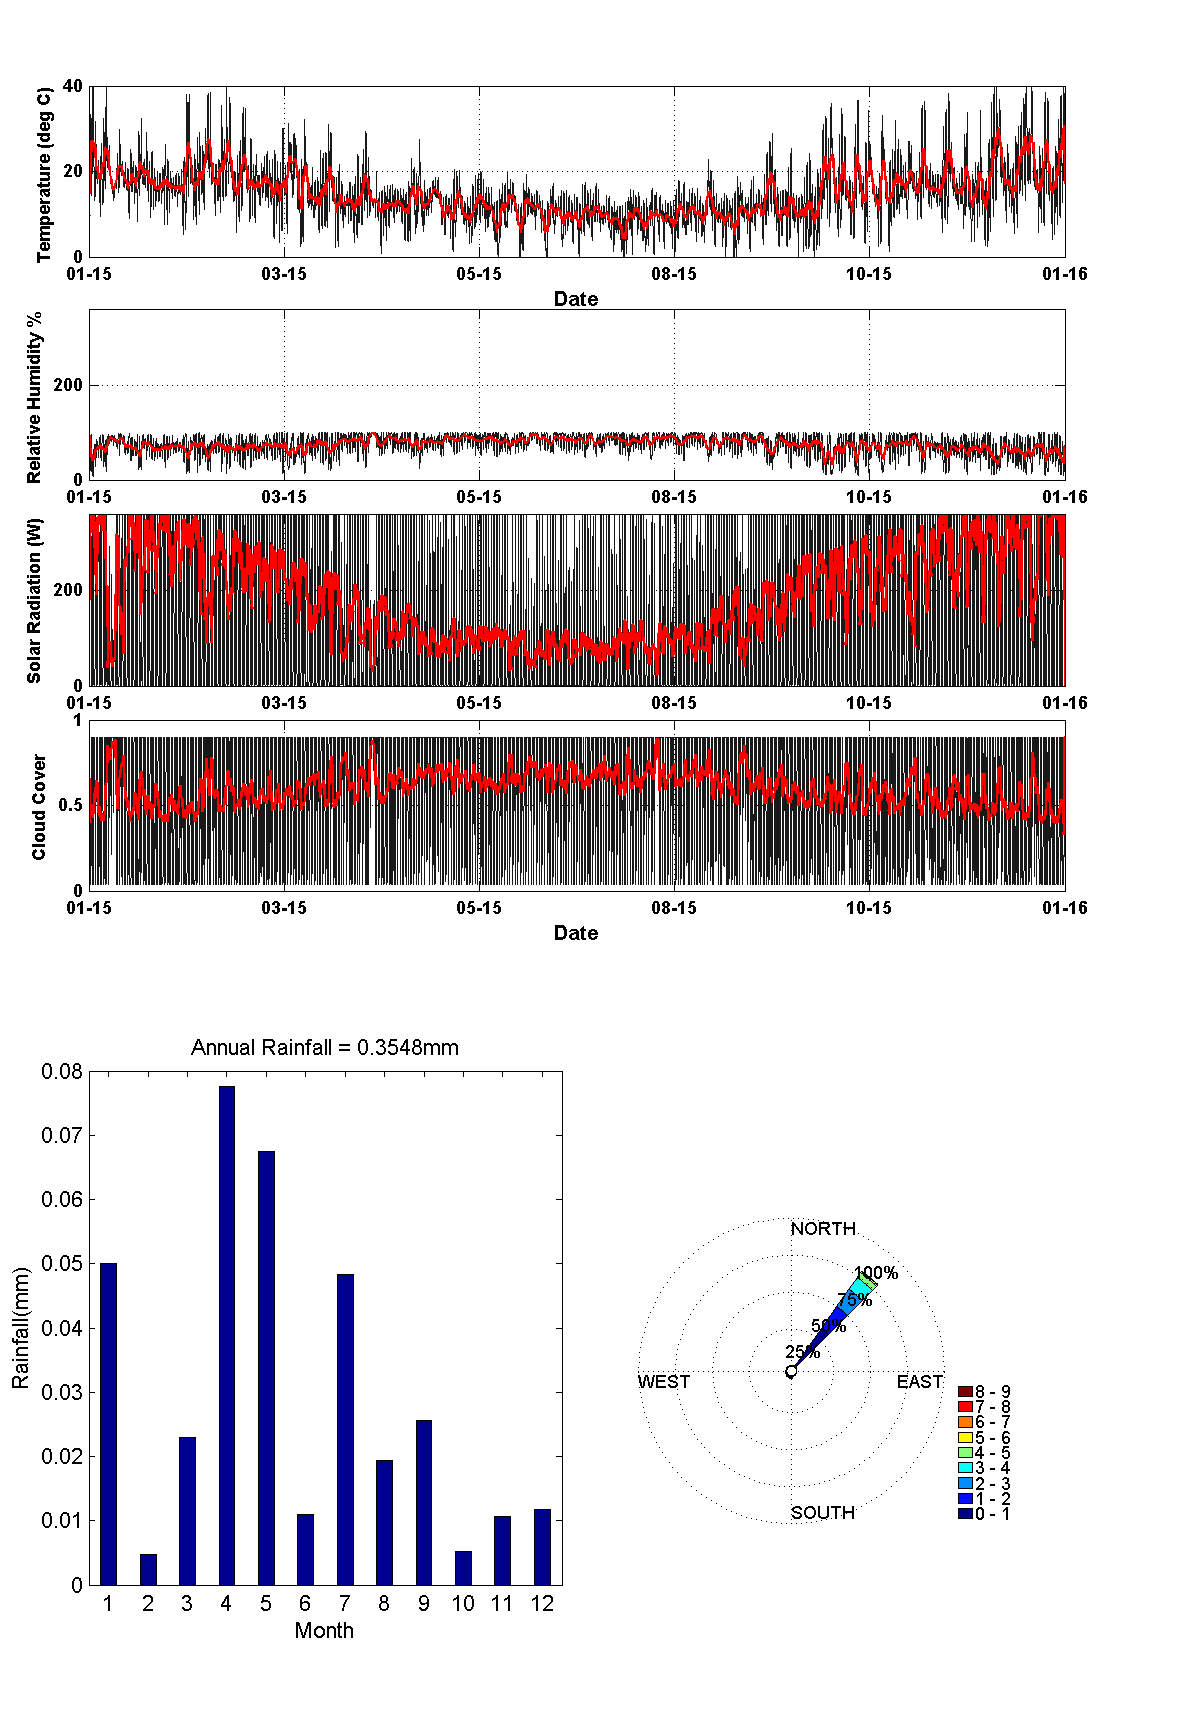 40
20
0
Temperature (deg C)
01-15 03-15 05-15 08-15 10-15 01-16
Date
200
0
Relative Humidity %
01-15 03-15 05-15 08-15 10-15 01-16
200
0
Solar Radiation (W)
01-15 03-15 05-15 08-15 10-15 01-16
1
0.5
0
Cloud Cover
01-15 03-15 05-15 08-15 10-15 01-16
Date
Annual Rainfall = 0.3548mm
0.08
0.07
0.06
0.05
0.04
0.03
0.02
0.01
0
Rainfall(mm)
1 2 3 4 5 6 7 8 9 10 11 12
Month
NORTH
100%
75%
50%
25%
WEST
EAST
SOUTH
8 - 9
7 - 8
6 - 7
5 - 6
4 - 5
3 - 4
2 - 3
1 - 2
0 - 1